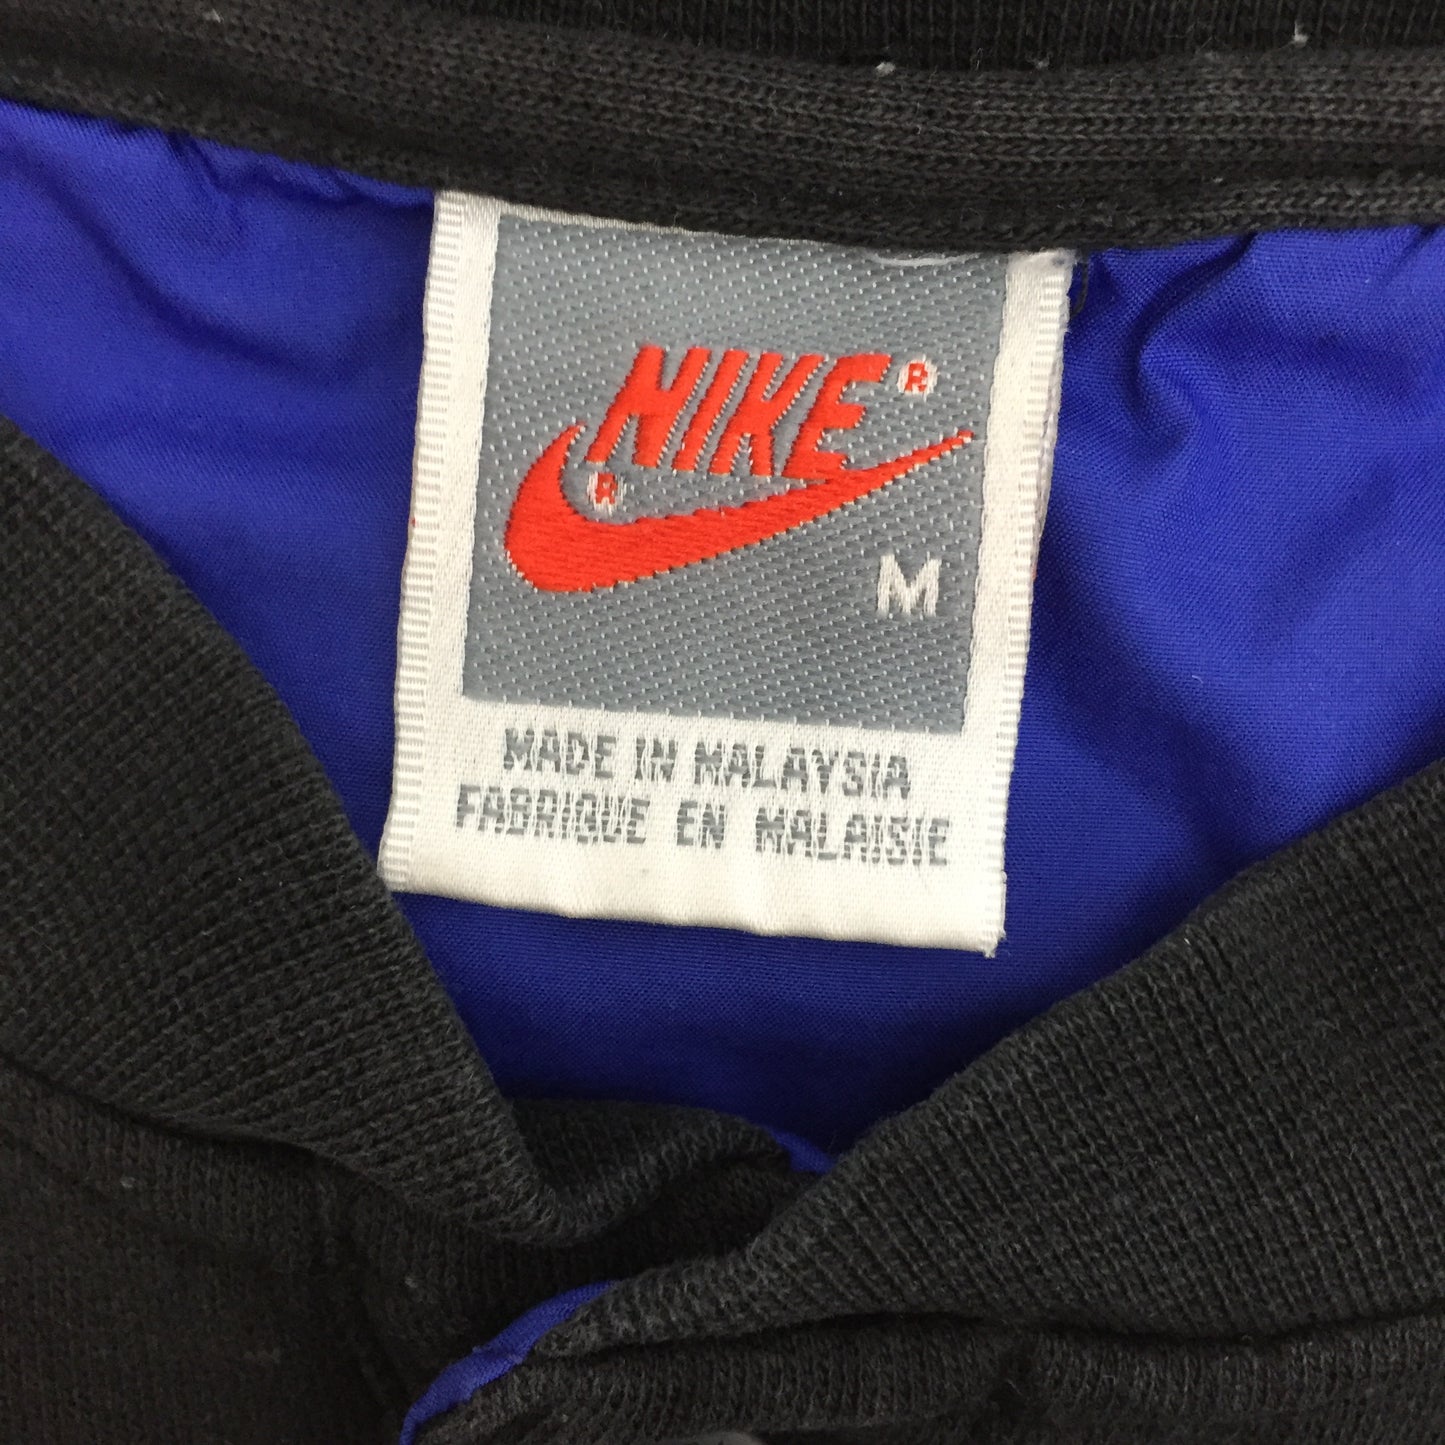 NIKE®
®
M
MADE IN MALAYSIA
FABRIQUE EN MALAISIE